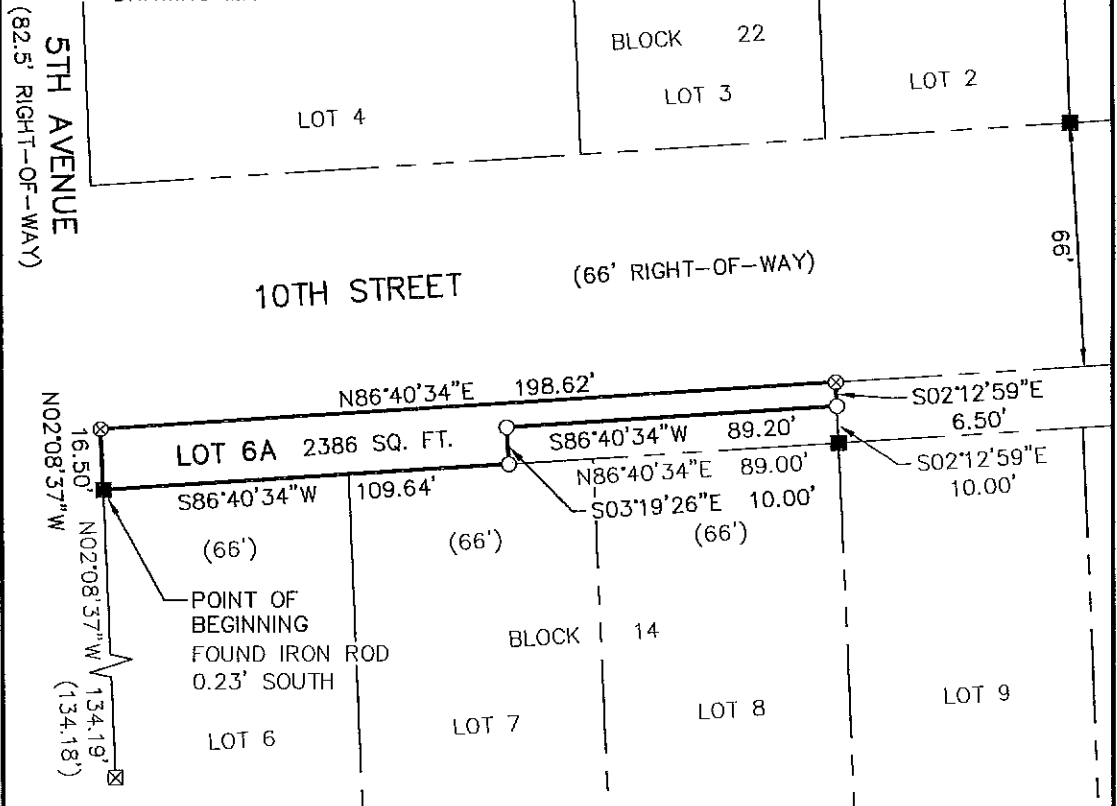 5TH AVENUE
(82.5' RIGHT-OF-WAY)
BLOCK 22
LOT 4
LOT 3
LOT 2
66'
10TH STREET
(66' RIGHT-OF-WAY)
N86°40'34"E 198.62'
S02°12'59"E
6.50'
LOT 6A 2386 SQ. FT.
S86°40'34"W 89.20'
N02°08'37"W
16.50'
S86°40'34"W 109.64'
N86°40'34"E 89.00'
S02°12'59"E
10.00'
S03°19'26"E 10.00'
(66')
(66')
(66')
POINT OF
BEGINNING
FOUND IRON ROD
0.23' SOUTH
N02°08'37"W 134.19'
(134.18')
BLOCK 14
LOT 6
LOT 7
LOT 8
LOT 9